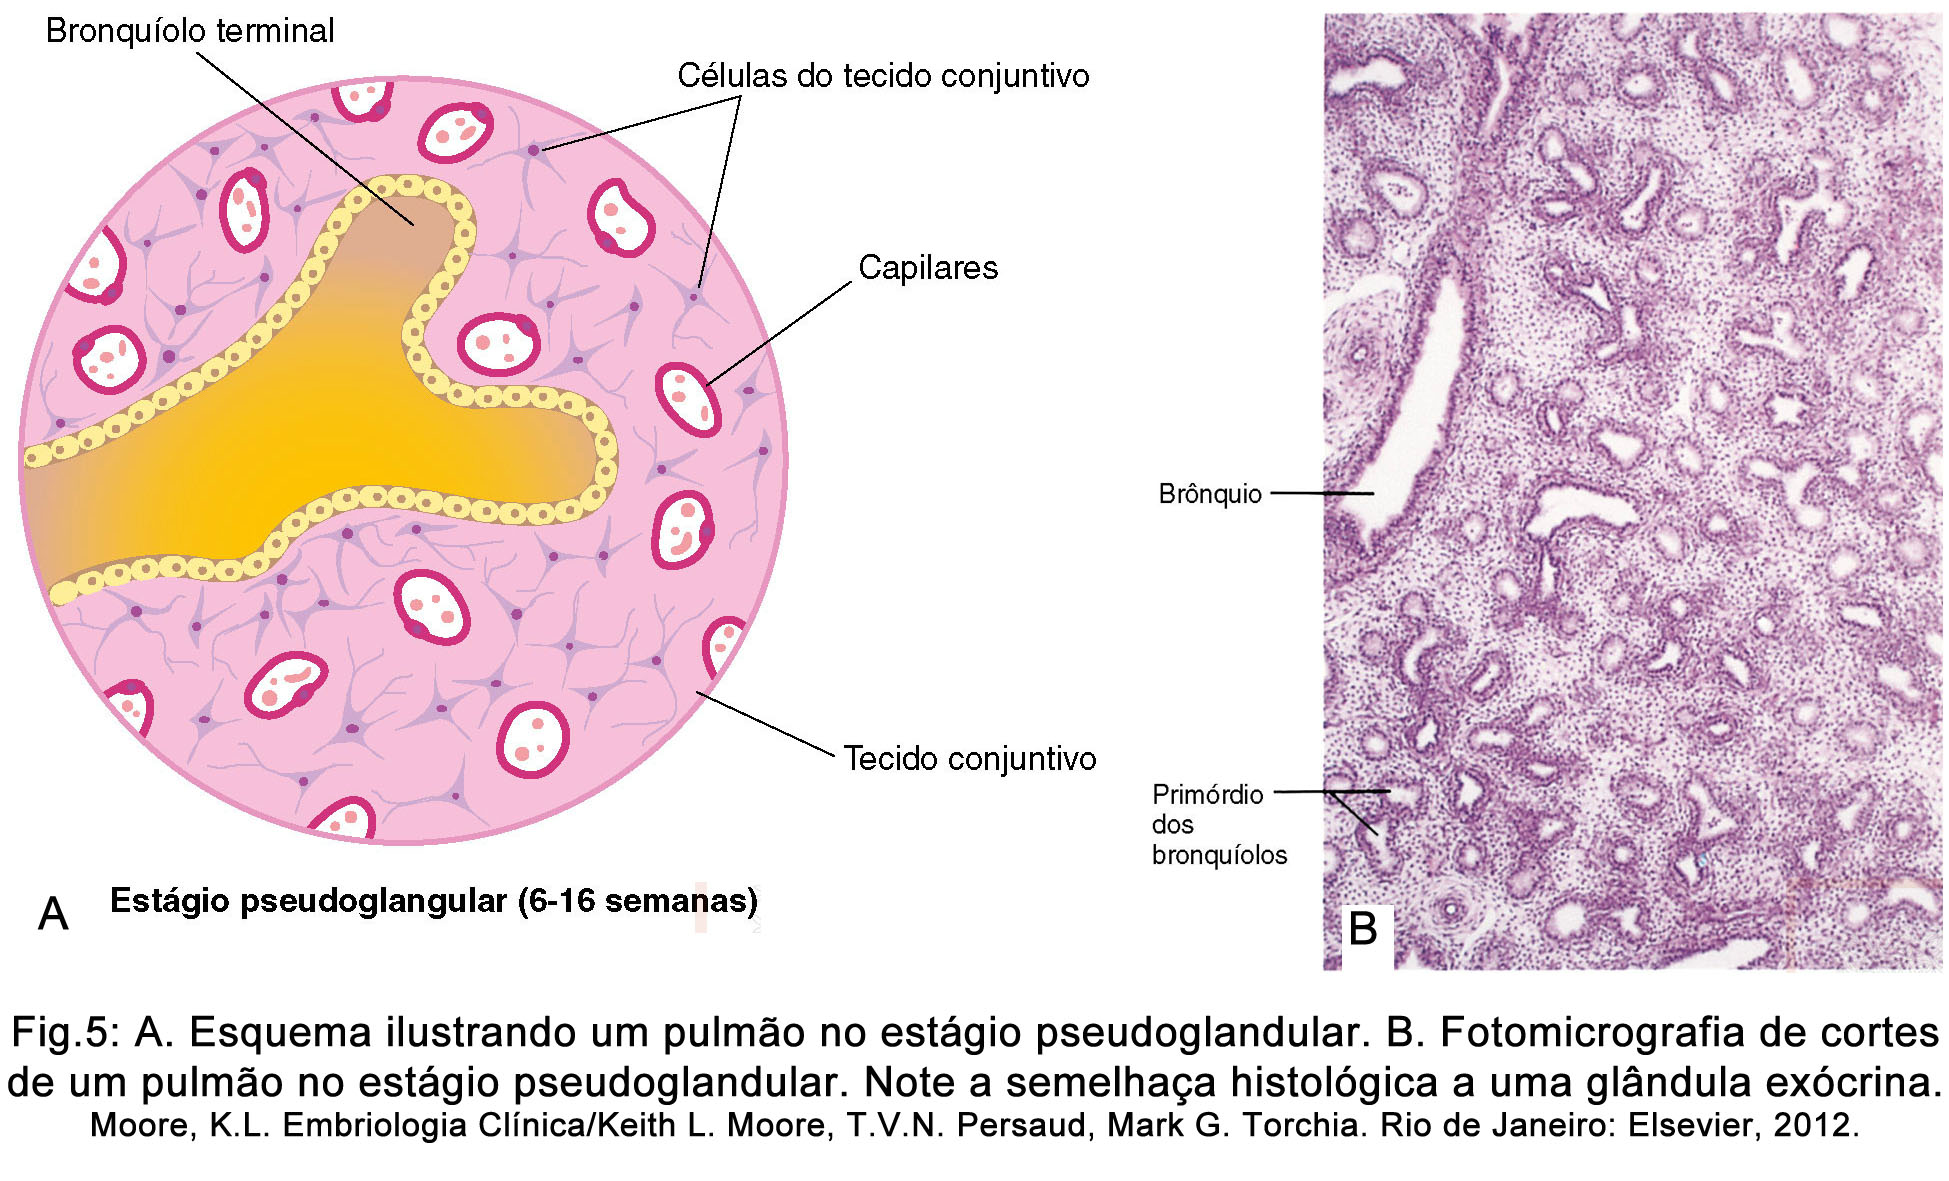 Bronquíolo terminal
Células do tecido conjuntivo
Capilares
Tecido conjuntivo
A
Estágio pseudoglangular (6-16 semanas)
Brônquio
Primórdio
dos
bronquíolos
B
Fig.5: A. Esquema ilustrando um pulmão no estágio pseudoglandular. B. Fotomicrografia de cortes
de um pulmão no estágio pseudoglandular. Note a semelhaça histológica a uma glândula exócrina.
Moore, K.L. Embriologia Clínica/Keith L. Moore, T.V.N. Persaud, Mark G. Torchia. Rio de Janeiro: Elsevier, 2012.